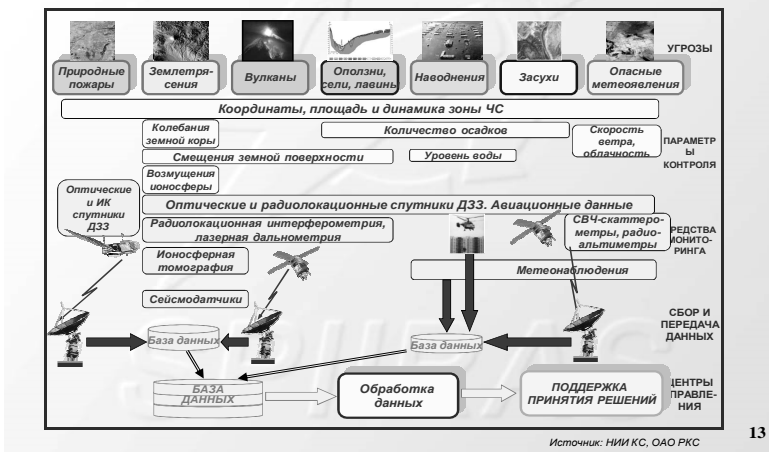 УГРОЗЫ
Природные
пожары
Землетря-
сения
Вулканы
Оползни,
сели, лавины
Наводнения
Засухи
Опасные
метеоявления
Координаты, площадь и динамика зоны ЧС
Колебания
земной коры
Количество осадков
Скорость
ветра,
облачность
ПАРАМЕТР
Ы
КОНТРОЛЯ
Смещения земной поверхности
Уровень воды
Возмущения
ионосферы
Оптические
и ИК
спутники
ДЗЗ
Оптические и радиолокационные спутники ДЗЗ. Авиационные данные
Радиолокационная интерферометрия,
лазерная дальнометрия
СВЧ-скаттеро-
метры, радио-
альтиметры
РЕДСТВА
МОНИТО-
РИНГА
Ионосферная
томография
Метеонаблюдения
Сейсмодатчики
СБОР И
ПЕРЕДАЧА
ДАННЫХ
База данных
База данных
БАЗА
ДАННЫХ
Обработка
данных
ПОДДЕРЖКА
ПРИНЯТИЯ РЕШЕНИЙ
ЦЕНТРЫ
УПРАВЛЕ-
НИЯ
Источник: НИИ КС, ОАО РКС
13